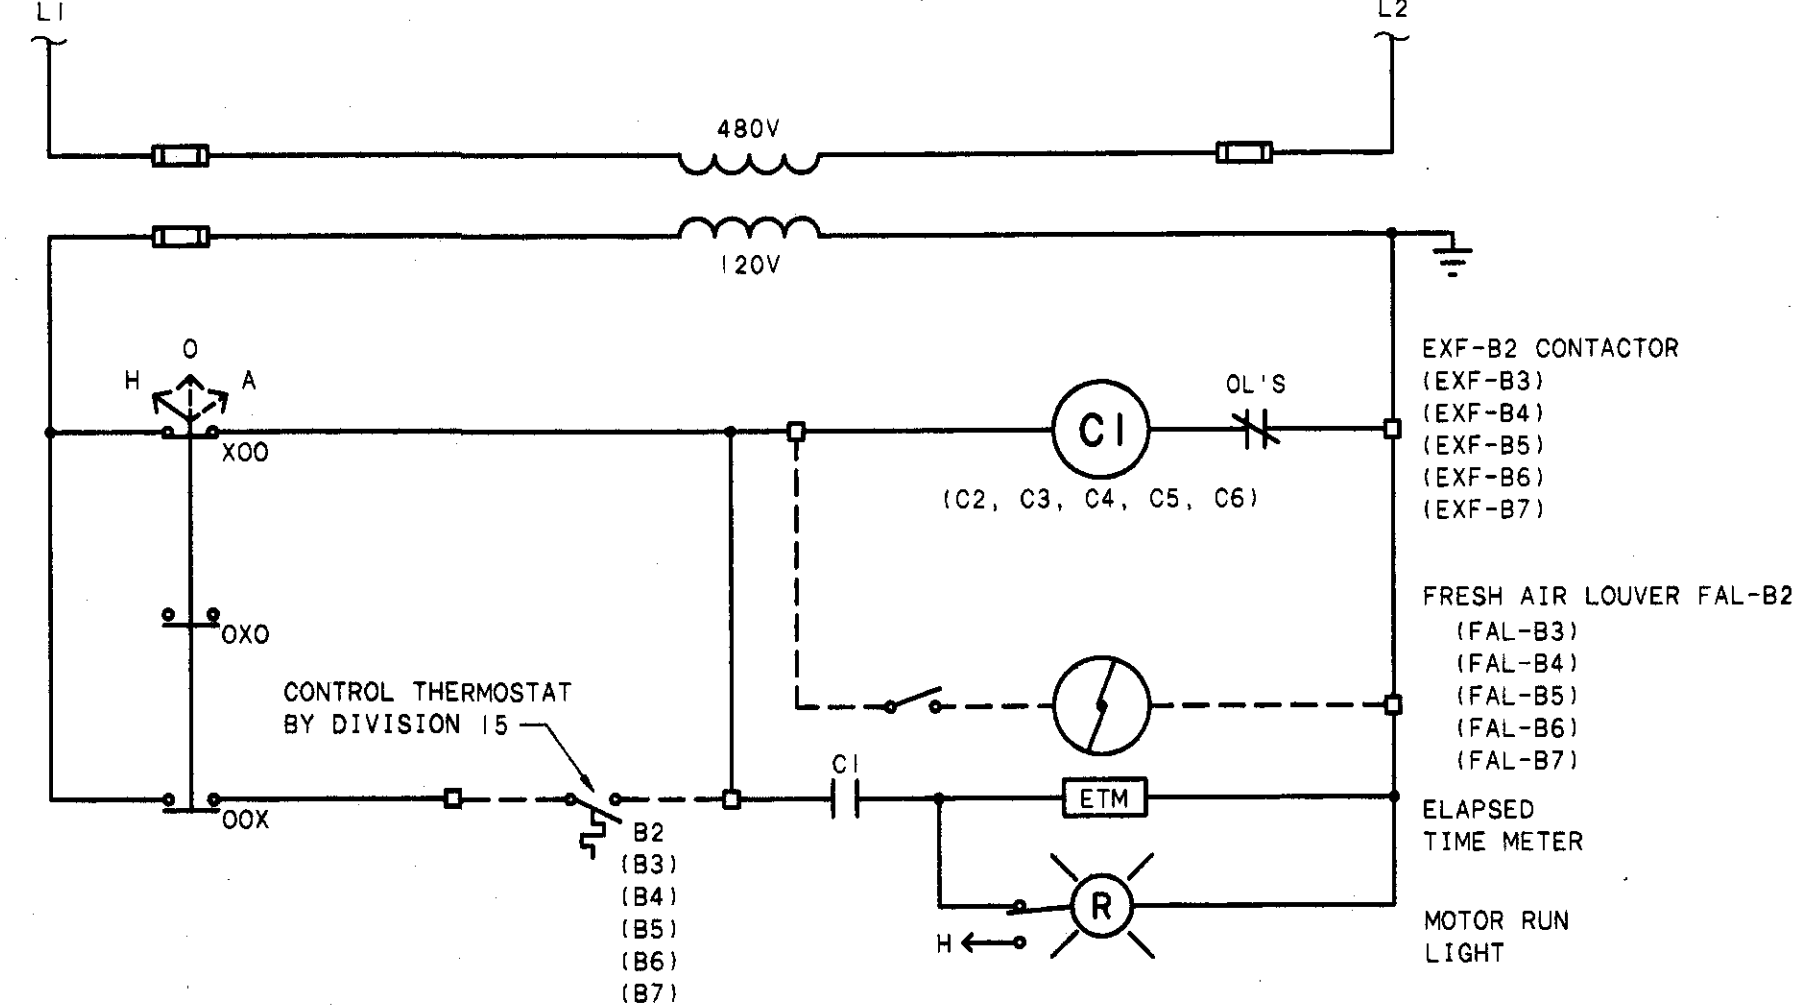 L1
L2
480V
120V
O
H
A
XOO
C1
OL'S
(C2, C3, C4, C5, C6)
EXF-B2 CONTACTOR
(EXF-B3)
(EXF-B4)
(EXF-B5)
(EXF-B6)
(EXF-B7)
OXO
FRESH AIR LOUVER FAL-B2
(FAL-B3)
(FAL-B4)
(FAL-B5)
(FAL-B6)
(FAL-B7)
CONTROL THERMOSTAT
BY DIVISION 15
OOX
B2
(B3)
(B4)
(B5)
(B6)
(B7)
C1
ETM
ELAPSED
TIME METER
R
H
MOTOR RUN
LIGHT